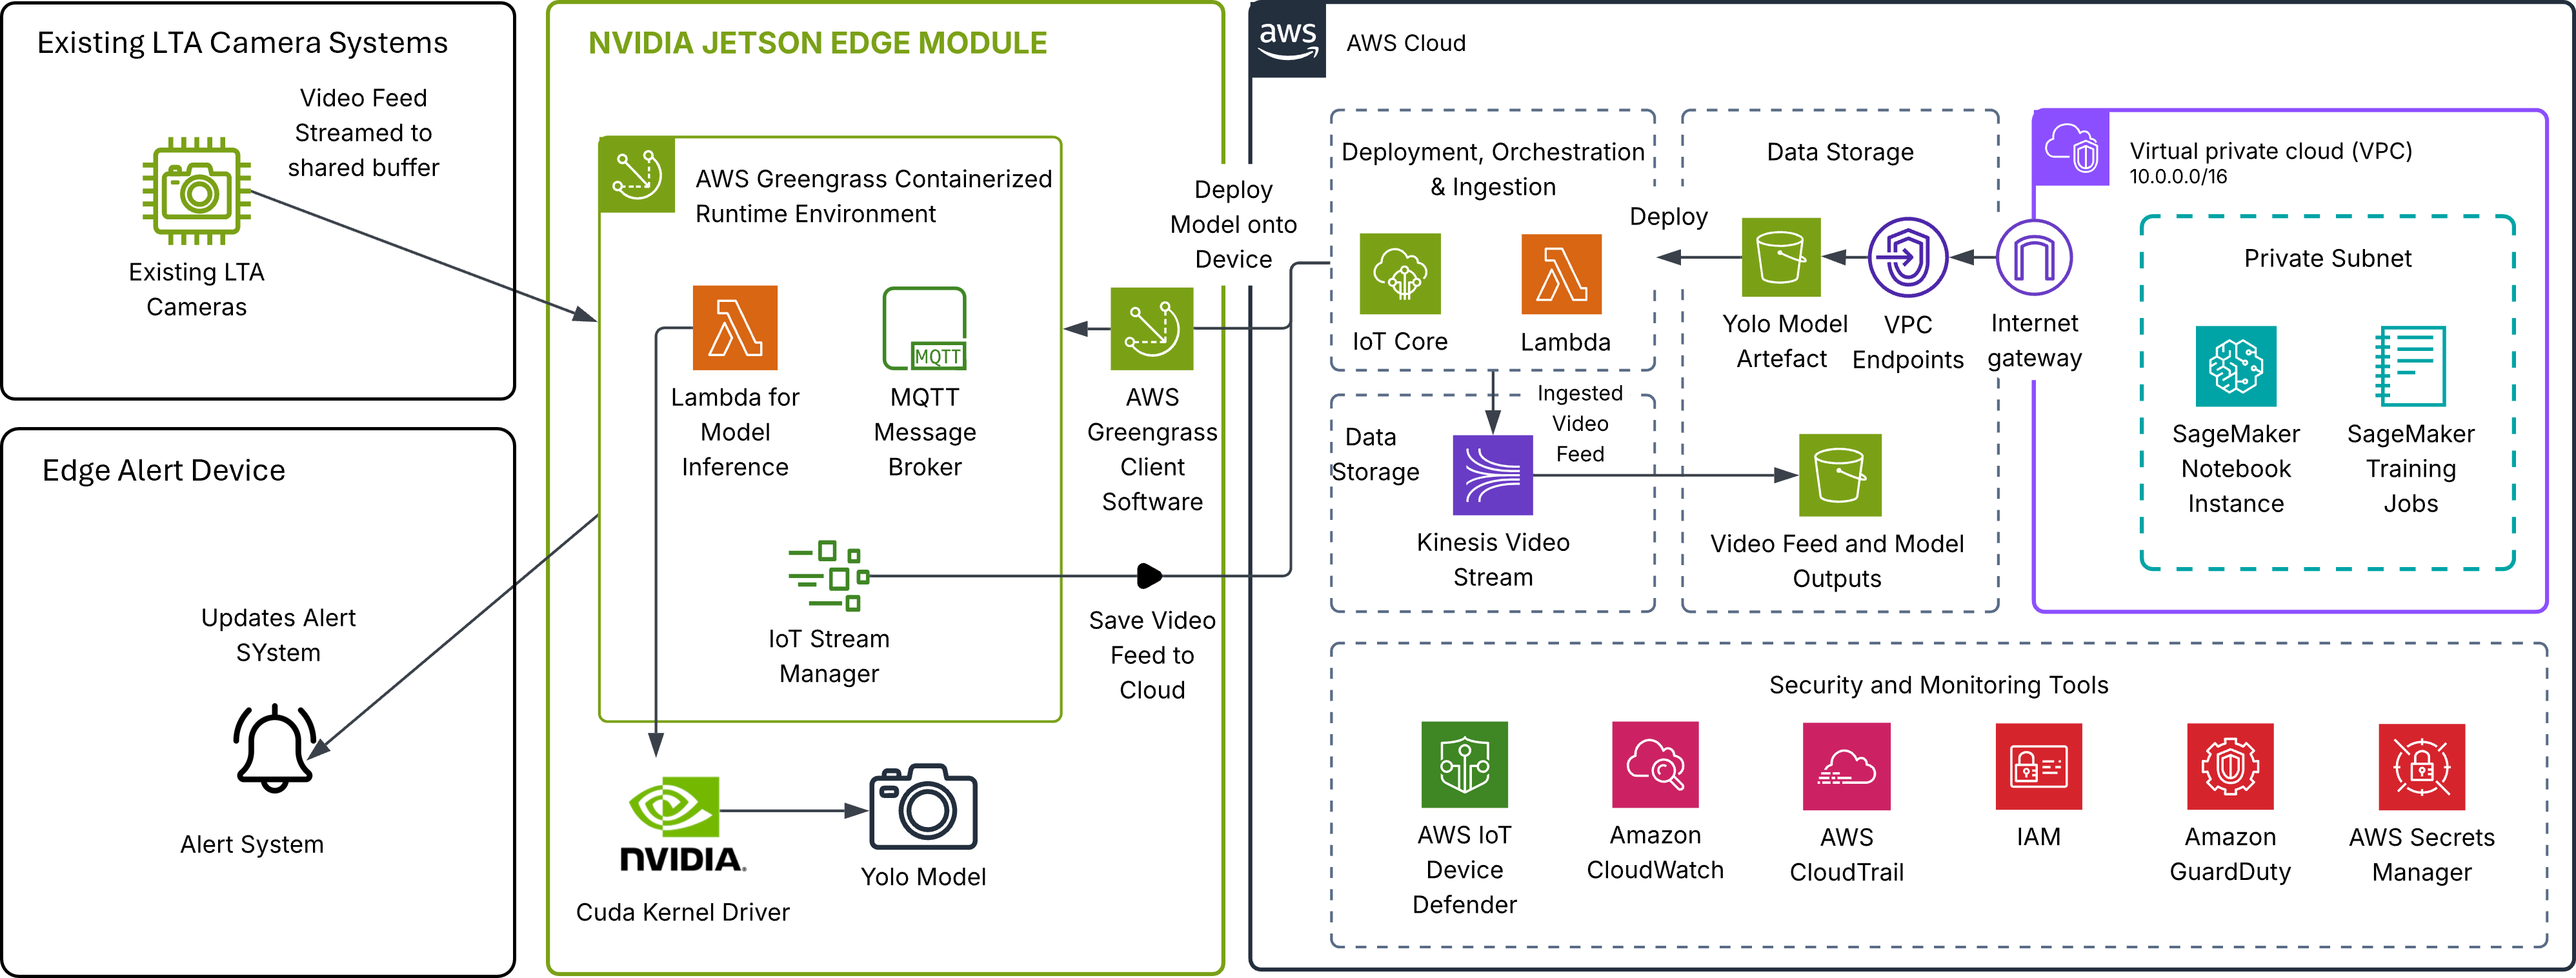 Existing LTA Camera Systems
Video Feed
Streamed to
shared buffer
Existing LTA
Cameras
Edge Alert Device
Updates Alert
SYstem
Alert System
NVIDIA JETSON EDGE MODULE
AWS Greengrass Containerized
Runtime Environment
Lambda for
Model
Inference
MQTT
MQTT
Message
Broker
AWS
Greengrass
Client
Software
IoT Stream
Manager
Save Video
Feed to
Cloud
NVIDIA.
Cuda Kernel Driver
Yolo Model
Deploy
Model onto
Device
aws
AWS Cloud
Deployment, Orchestration
& Ingestion
IoT Core
Lambda
Deploy
Data
Storage
Ingested
Video
Feed
Kinesis Video
Stream
Data Storage
Yolo Model
Artefact
VPC
Endpoints
Internet
gateway
Video Feed and Model
Outputs
Virtual private cloud (VPC)
10.0.0.0/16
Private Subnet
SageMaker
Notebook
Instance
SageMaker
Training
Jobs
Security and Monitoring Tools
AWS IoT
Device
Defender
Amazon
CloudWatch
AWS
CloudTrail
IAM
Amazon
GuardDuty
AWS Secrets
Manager